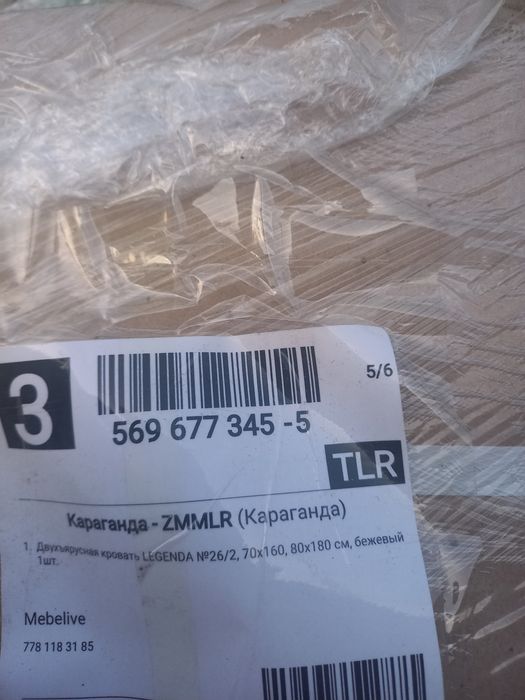 3
5/6
569 677 345 -5
TLR
Караганда - ZMMLR (Караганда)
1. Двухъярусная кровать LEGENDA №26/2, 70x160, 80x180 см, бежевый
1шт.
Mebelive
778 118 31 85